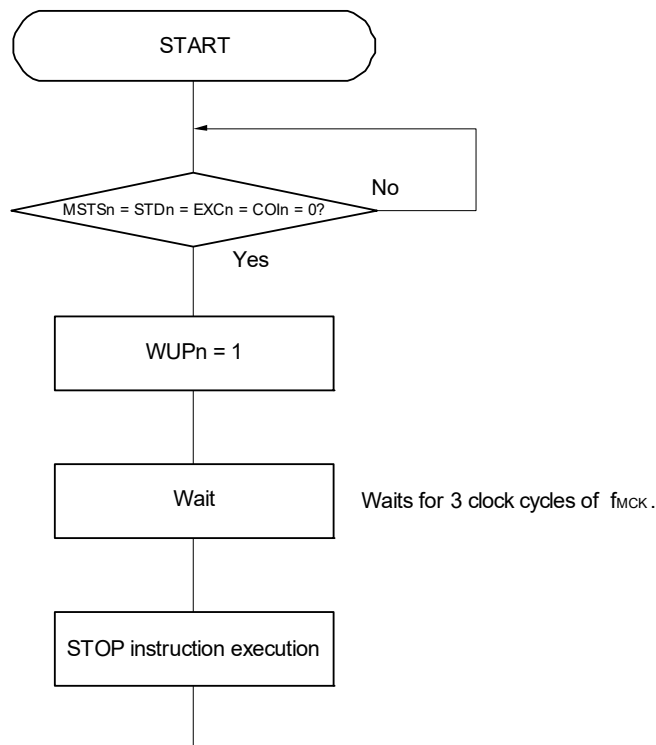 START
No
MSTSn = STDn = EXCn = COIn = 0?
Yes
WUPn = 1
Wait
Waits for 3 clock cycles of fMCK.
STOP instruction execution